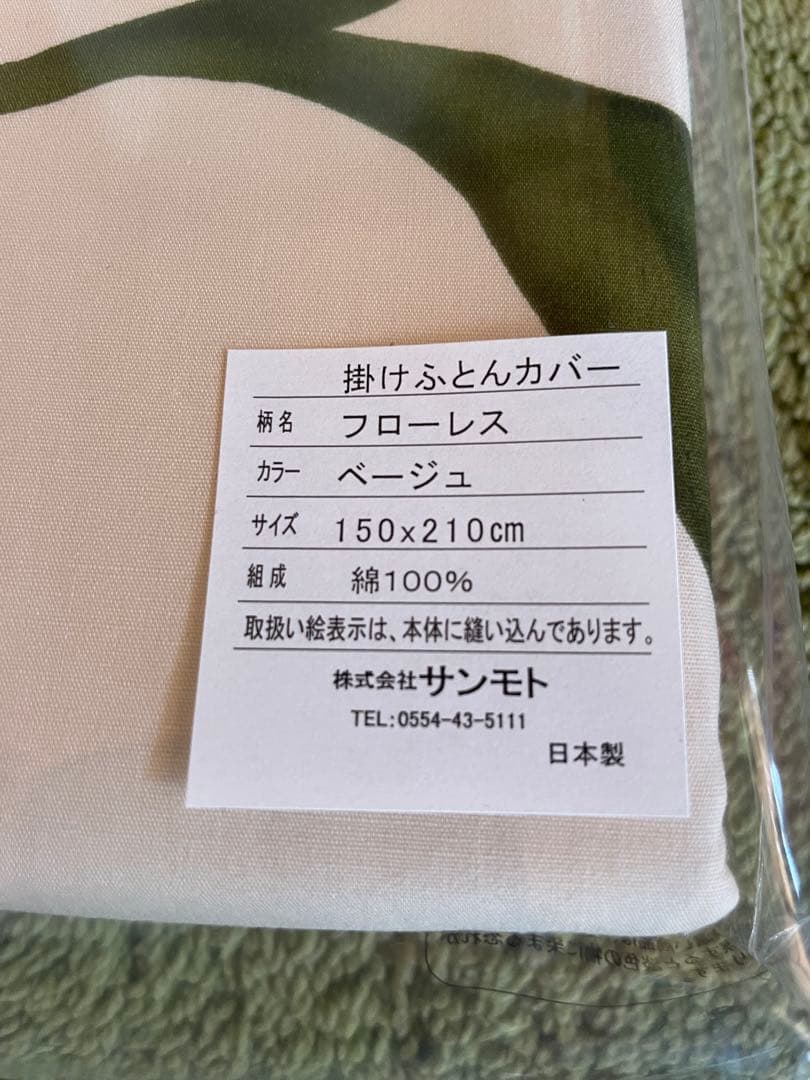 掛けふとんカバー
柄名 フローレス
カラー ベージュ
サイズ 150x210cm
組成 綿100%
取扱い絵表示は、本体に縫い込んであります。
株式会社サンモト
TEL:0554-43-5111
日本製